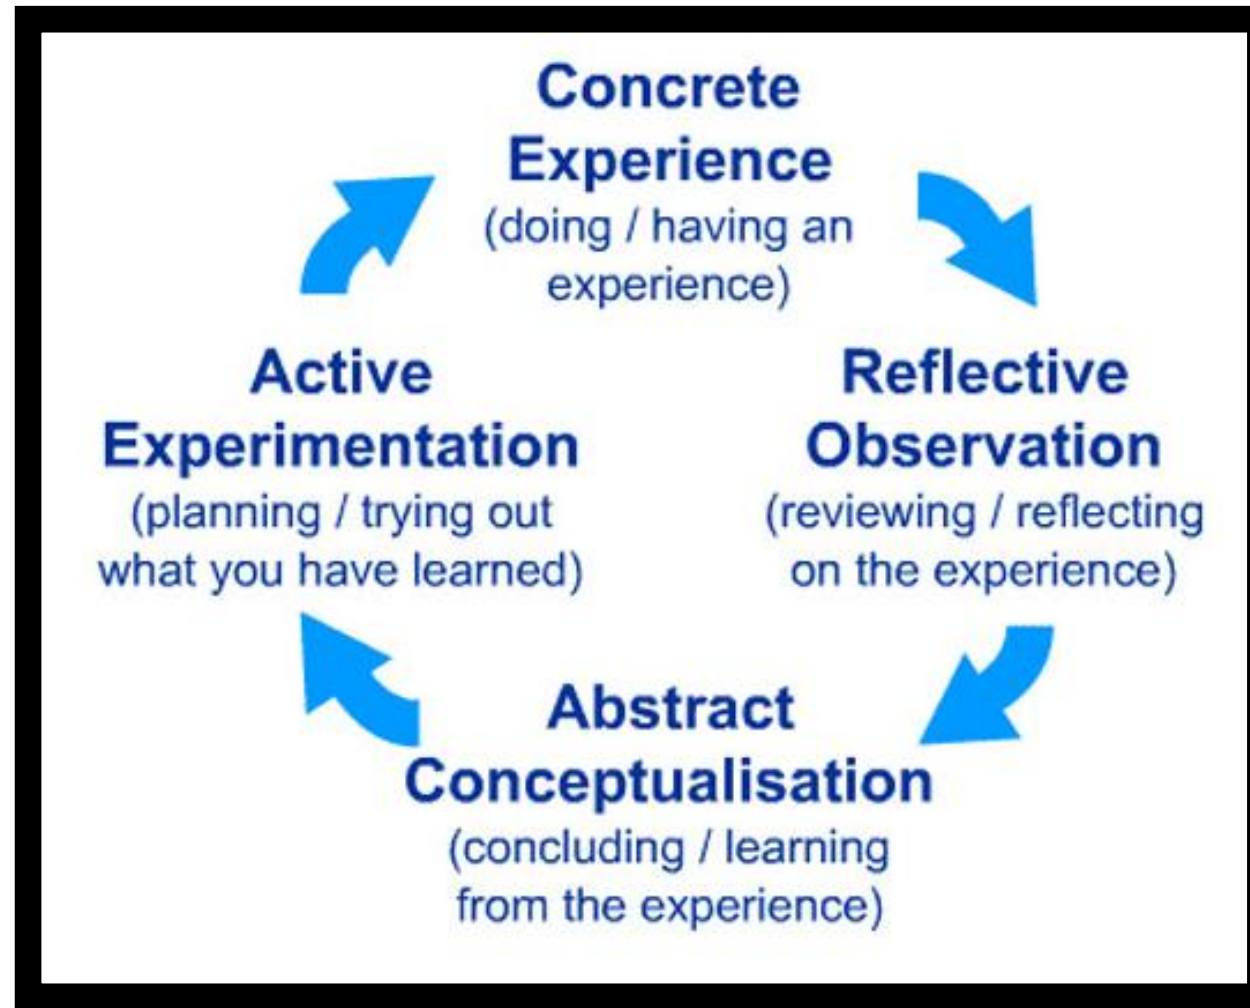 Concrete
Experience
(doing / having an
experience)
Reflective
Observation
(reviewing / reflecting
on the experience)
Abstract
Conceptualisation
(concluding / learning
from the experience)
Active
Experimentation
(planning / trying out
what you have learned)